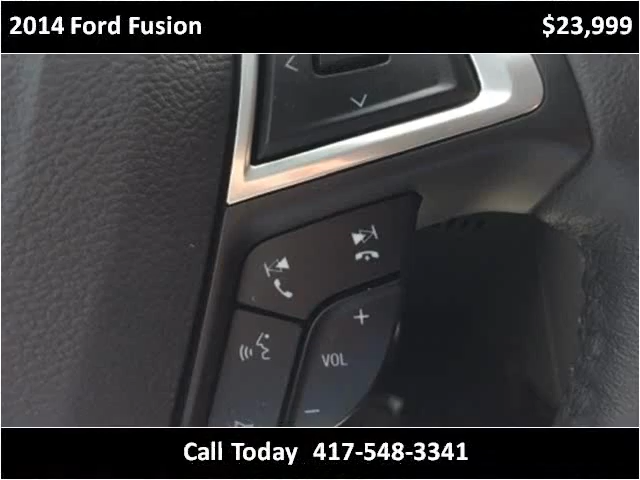 2014 Ford Fusion $23,999
+
VOL
–
Call Today 417-548-3341